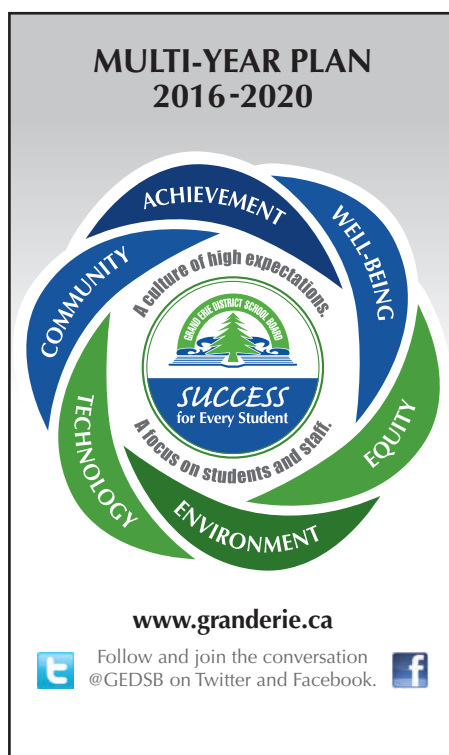 MULTI-YEAR PLAN
2016-2020
ACHIEVEMENT
WELL-BEING
EQUITY
ENVIRONMENT
TECHNOLOGY
COMMUNITY
A culture of high expectations.
GRAND ERIE DISTRICT SCHOOL BOARD
SUCCESS
for Every Student
A focus on students and staff.
www.granderie.ca
t
Follow and join the conversation
@GEDSB on Twitter and Facebook.
f